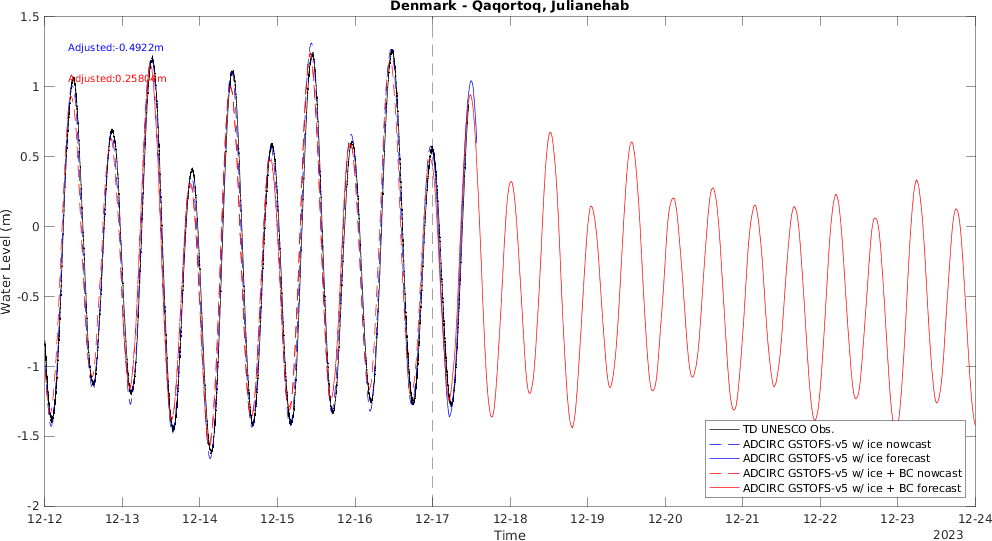 Denmark - Qaqortoq, Julianehab
Adjusted:-0.4922m
Adjusted:0.25804m
1.5
1
0.5
0
-0.5
-1
-1.5
-2
Water Level (m)
12-12 12-13 12-14 12-15 12-16 12-17 12-18 12-19 12-20 12-21 12-22 12-23 12-24
Time
2023
TD UNESCO Obs.
ADCIRC GSTOFS-v5 w/ ice nowcast
ADCIRC GSTOFS-v5 w/ ice forecast
ADCIRC GSTOFS-v5 w/ ice + BC nowcast
ADCIRC GSTOFS-v5 w/ ice + BC forecast